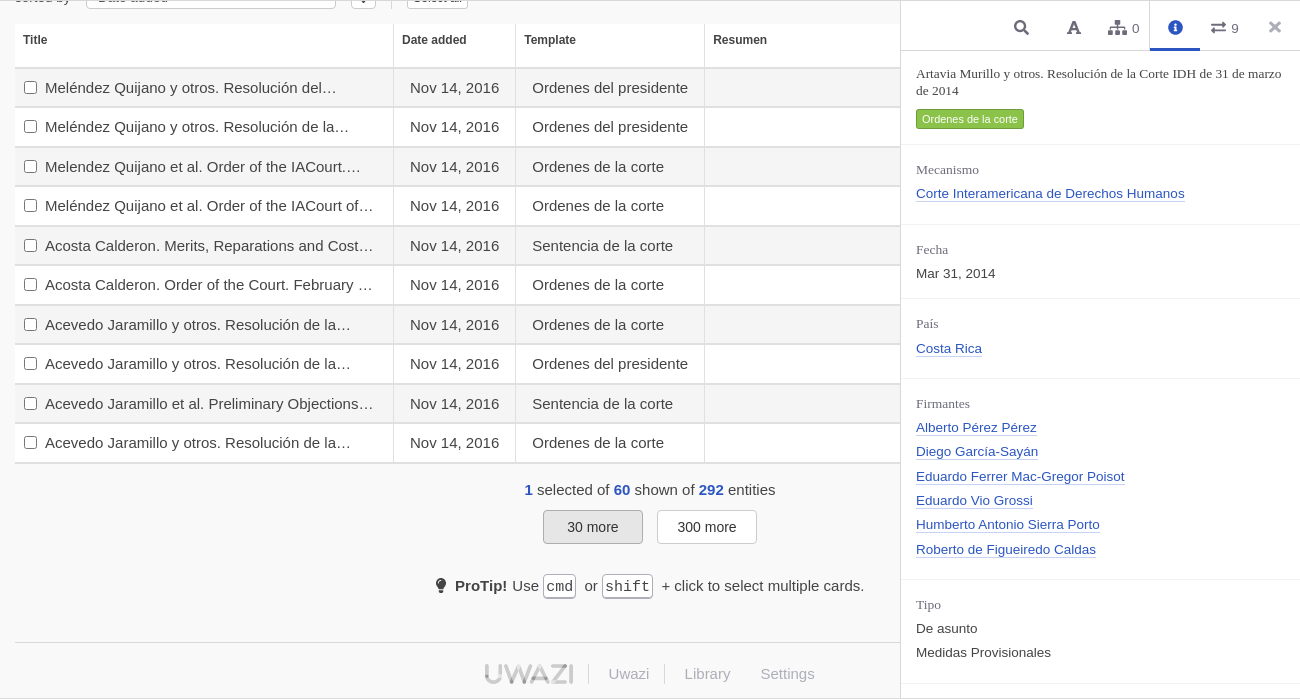 sorted by Date added Select all
Title Date added Template Resumen
Meléndez Quijano y otros. Resolución del… Nov 14, 2016 Ordenes del presidente
Meléndez Quijano y otros. Resolución de la… Nov 14, 2016 Ordenes del presidente
Melendez Quijano et al. Order of the IACourt.… Nov 14, 2016 Ordenes de la corte
Meléndez Quijano et al. Order of the IACourt of… Nov 14, 2016 Ordenes de la corte
Acosta Calderon. Merits, Reparations and Cost… Nov 14, 2016 Sentencia de la corte
Acosta Calderon. Order of the Court. February … Nov 14, 2016 Ordenes de la corte
Acevedo Jaramillo y otros. Resolución de la… Nov 14, 2016 Ordenes de la corte
Acevedo Jaramillo y otros. Resolución de la… Nov 14, 2016 Ordenes del presidente
Acevedo Jaramillo et al. Preliminary Objections… Nov 14, 2016 Sentencia de la corte
Acevedo Jaramillo y otros. Resolución de la… Nov 14, 2016 Ordenes de la corte
1 selected of 60 shown of 292 entities
30 more 300 more
ProTip! Use cmd or shift + click to select multiple cards.
UWAZI Uwazi Library Settings
0 9
Artavia Murillo y otros. Resolución de la Corte IDH de 31 de marzo
de 2014
Ordenes de la corte
Mecanismo
Corte Interamericana de Derechos Humanos
Fecha
Mar 31, 2014
País
Costa Rica
Firmantes
Alberto Pérez Pérez
Diego García-Sayán
Eduardo Ferrer Mac-Gregor Poisot
Eduardo Vio Grossi
Humberto Antonio Sierra Porto
Roberto de Figueiredo Caldas
Tipo
De asunto
Medidas Provisionales